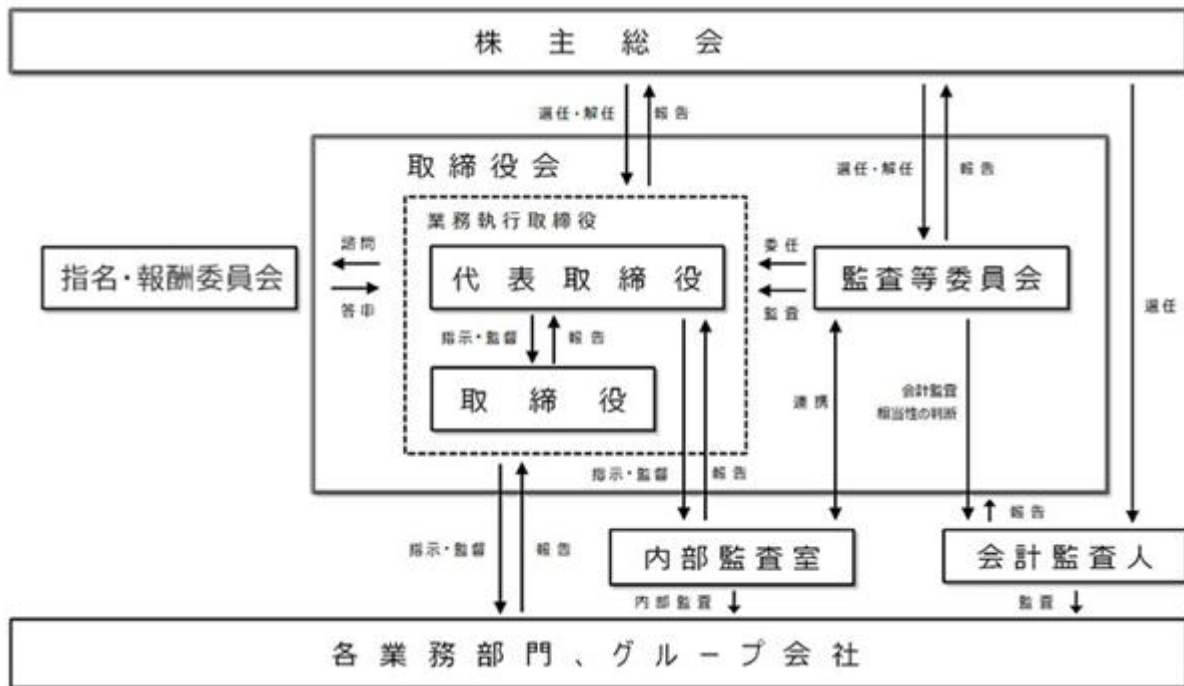 株主総会
選任・解任
報告
選任・解任
報告
選任
取締役会
業務執行取締役
代表取締役
指示・監督
報告
取締役
諮問
答申
指名・報酬委員会
委任
監査
監査等委員会
連携
会計監査
相当性の判断
指示・監督
報告
報告
指示・監督
報告
内部監査室
会計監査人
内部監査
監査
各業務部門、グループ会社